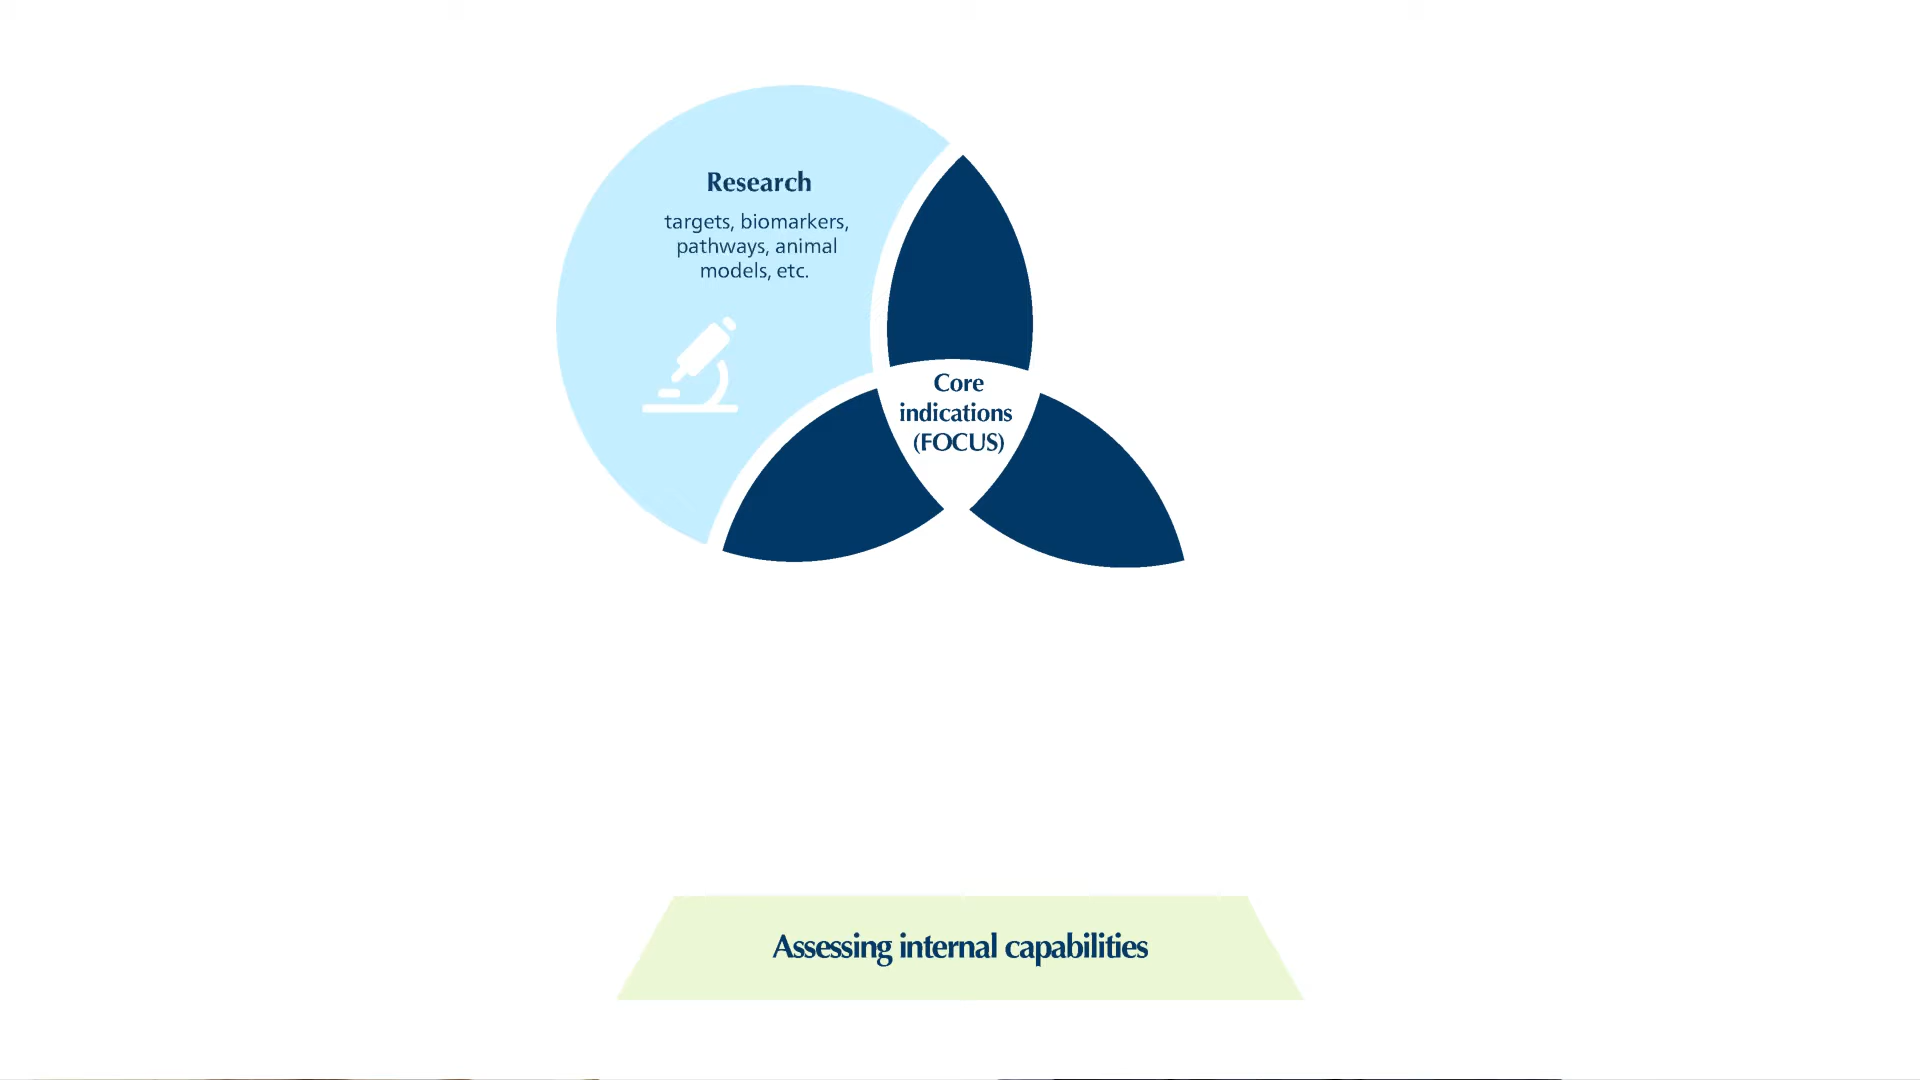 Research
targets, biomarkers,
pathways, animal
models, etc.
Core
indications
(FOCUS)
Assessing internal capabilities